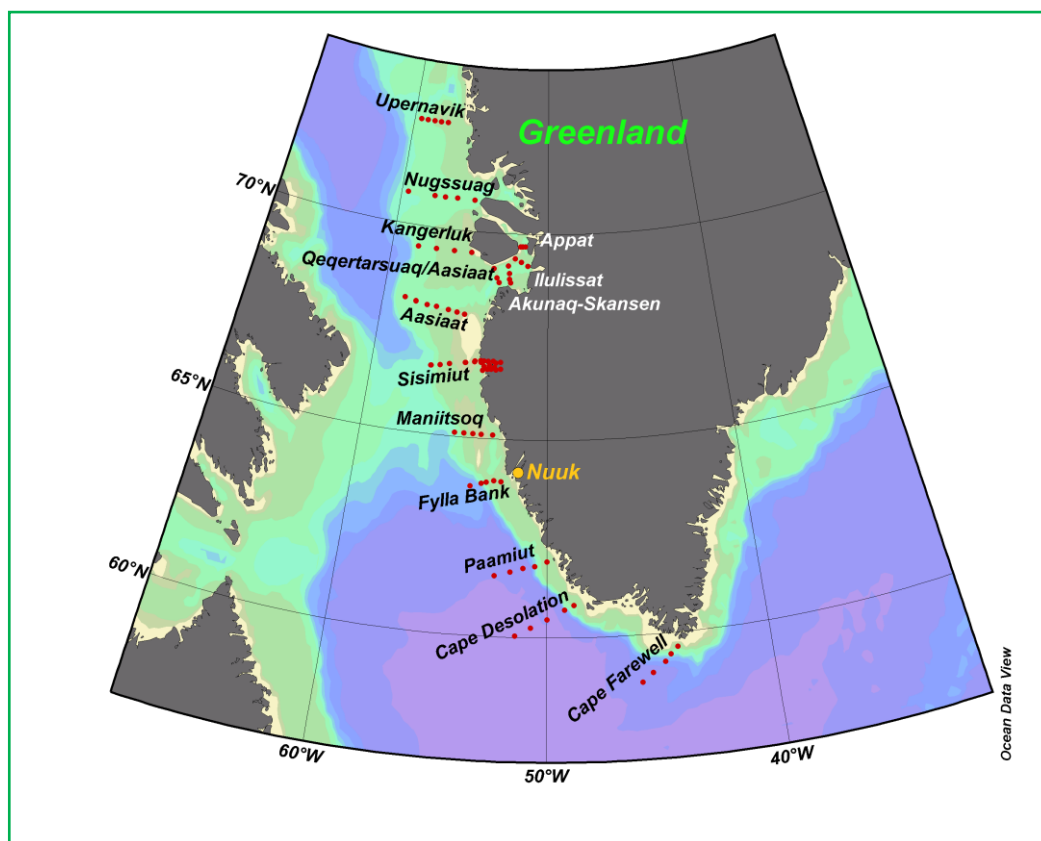 Upernavik
Greenland
70°N
Nugssuag
Kangerluk
Appat
Qeqertarsuaq/Aasiaat
Ilulissat
Akunaq-Skansen
Aasiaat
65°N
Sisimiut
Maniitsoq
Nuuk
Fylla Bank
60°N
Paamiut
Cape Desolation
Cape Farewell
Ocean Data View
60°W
50°W
40°W